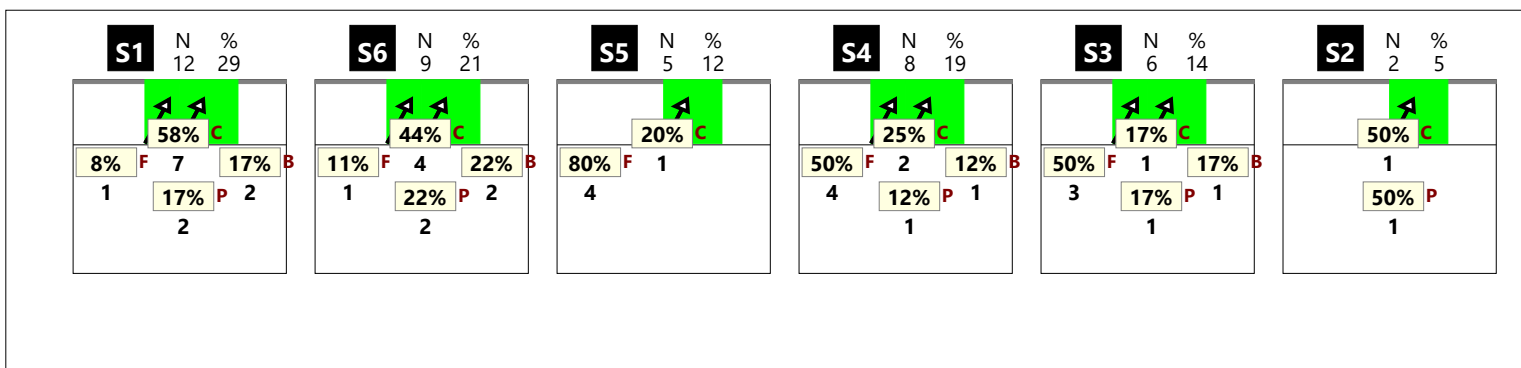 S1 N % 12 29
58% C
8% F 7 17% B
1 17% P 2
2
S6 N % 9 21
44% C
11% F 4 22% B
1 22% P 2
2
S5 N % 5 12
20% C
80% F 1
4
S4 N % 8 19
25% C
50% F 2 12% B
4 12% P 1
1
S3 N % 6 14
17% C
50% F 1 17% B
3 17% P 1
1
S2 N % 2 5
50% C
1
50% P
1